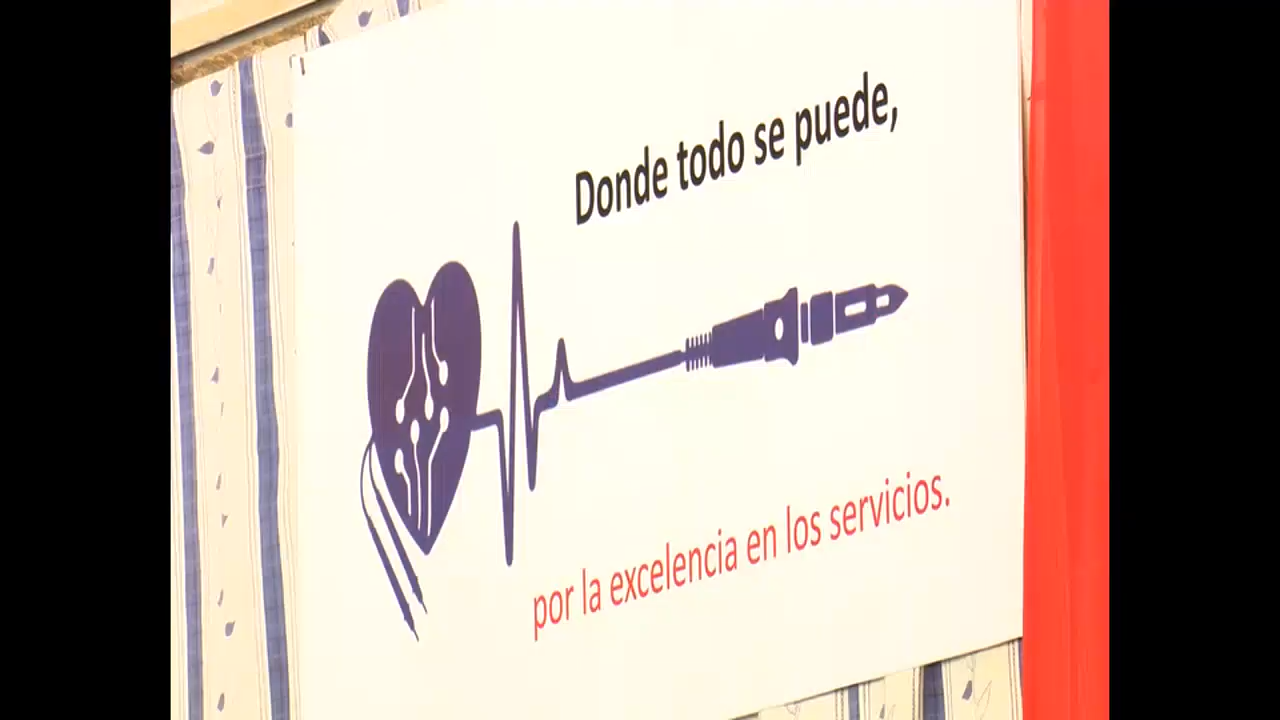 Donde todo se puede,
por la excelencia en los servicios.